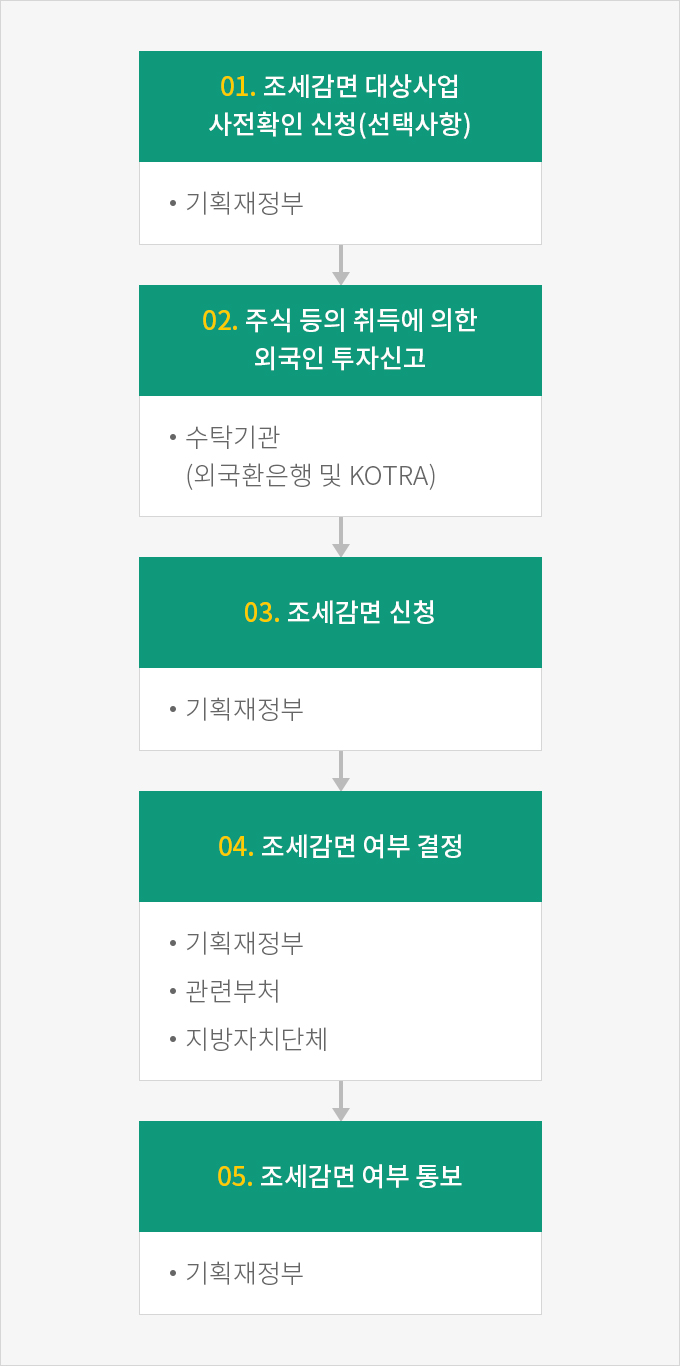 01. 조세감면 대상사업
사전확인 신청(선택사항)
• 기획재정부
02. 주식 등의 취득에 의한
외국인 투자신고
• 수탁기관
(외국환은행 및 KOTRA)
03. 조세감면 신청
• 기획재정부
04. 조세감면 여부 결정
• 기획재정부
• 관련부처
• 지방자치단체
05. 조세감면 여부 통보
• 기획재정부